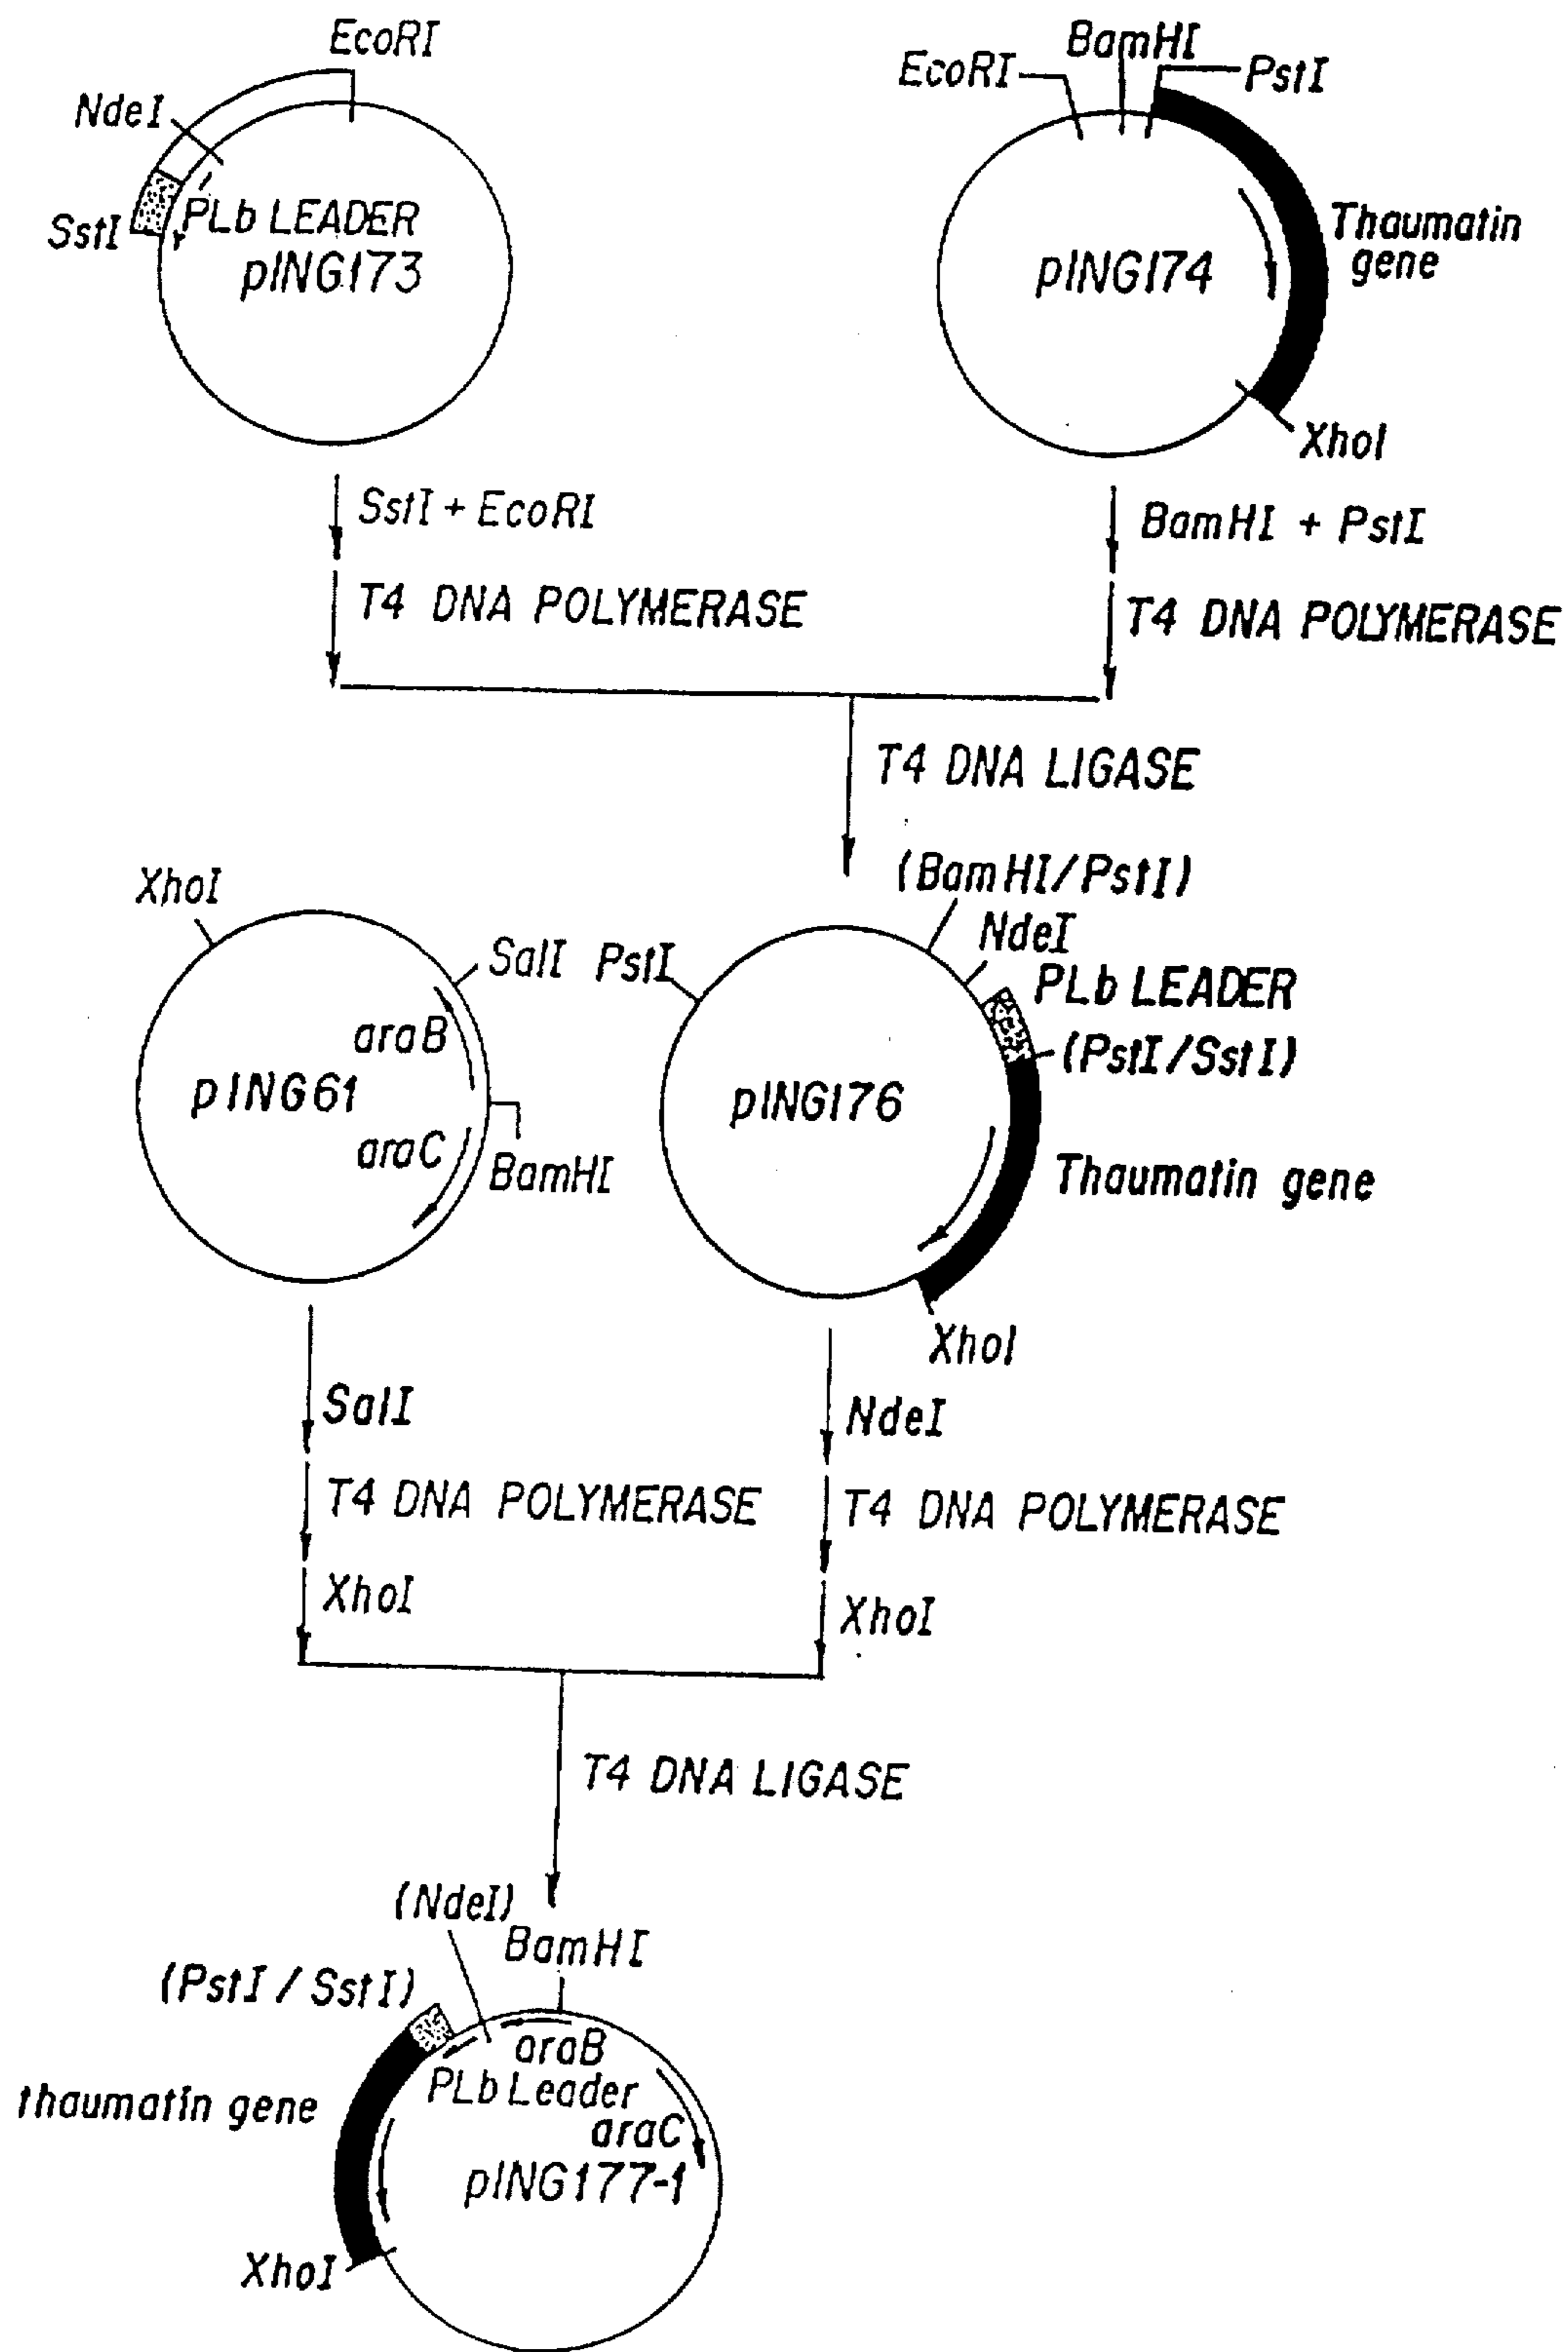 EcoRI
NdeI
SstI
PLb LEADER
pING173
BamHI
EcoRI
PstI
Thaumatin
gene
pING174
XhoI
SstI + EcoRI
T4 DNA POLYMERASE
BamHI + PstI
T4 DNA POLYMERASE
T4 DNA LIGASE
XhoI
SalI
araB
pING61
araC
BamHI
(BamHI/PstI)
NdeI
PstI
PLb LEADER
(PstI/SstI)
pING176
Thaumatin gene
XhoI
SalI
T4 DNA POLYMERASE
XhoI
NdeI
T4 DNA POLYMERASE
XhoI
T4 DNA LIGASE
(NdeI)
BamHI
(PstI/SstI)
araB
PLb Leader
thaumatin gene
araC
pING177-1
XhoI